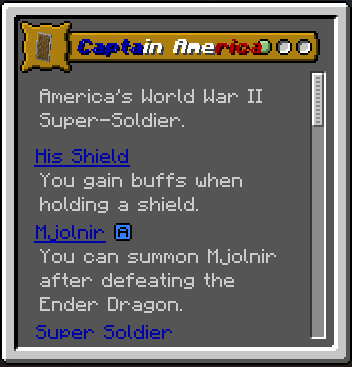 Captain America
America's World War II
Super-Soldier.
His Shield
You gain buffs when
holding a shield.
Mjolnir A
You can summon Mjolnir
after defeating the
Ender Dragon.
Super Soldier